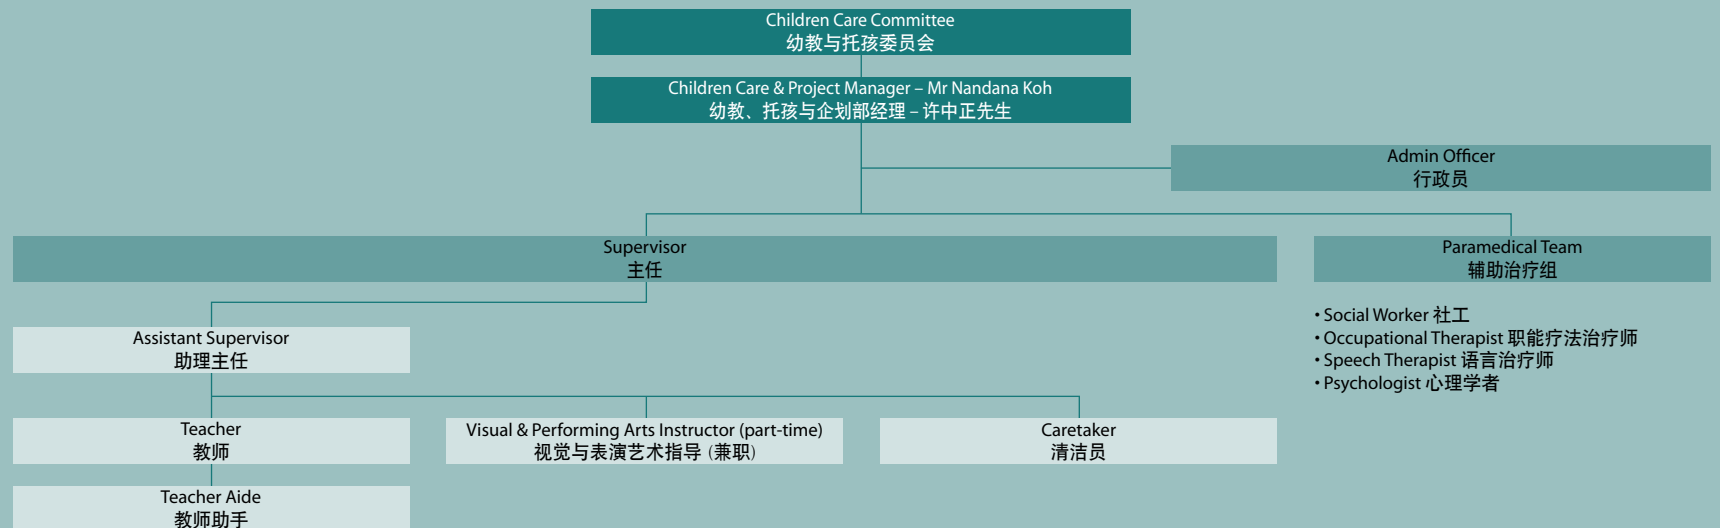 Children Care Committee
幼教与托孩委员会
Children Care & Project Manager – Mr Nandana Koh
幼教、托孩与企划部经理 – 许中正先生
Admin Officer
行政员
Supervisor
主任
Paramedical Team
辅助治疗组
• Social Worker 社工
• Occupational Therapist 职能疗法治疗师
• Speech Therapist 语言治疗师
• Psychologist 心理学者
Assistant Supervisor
助理主任
Teacher
教师
Visual & Performing Arts Instructor (part-time)
视觉与表演艺术指导 (兼职)
Caretaker
清洁员
Teacher Aide
教师助手